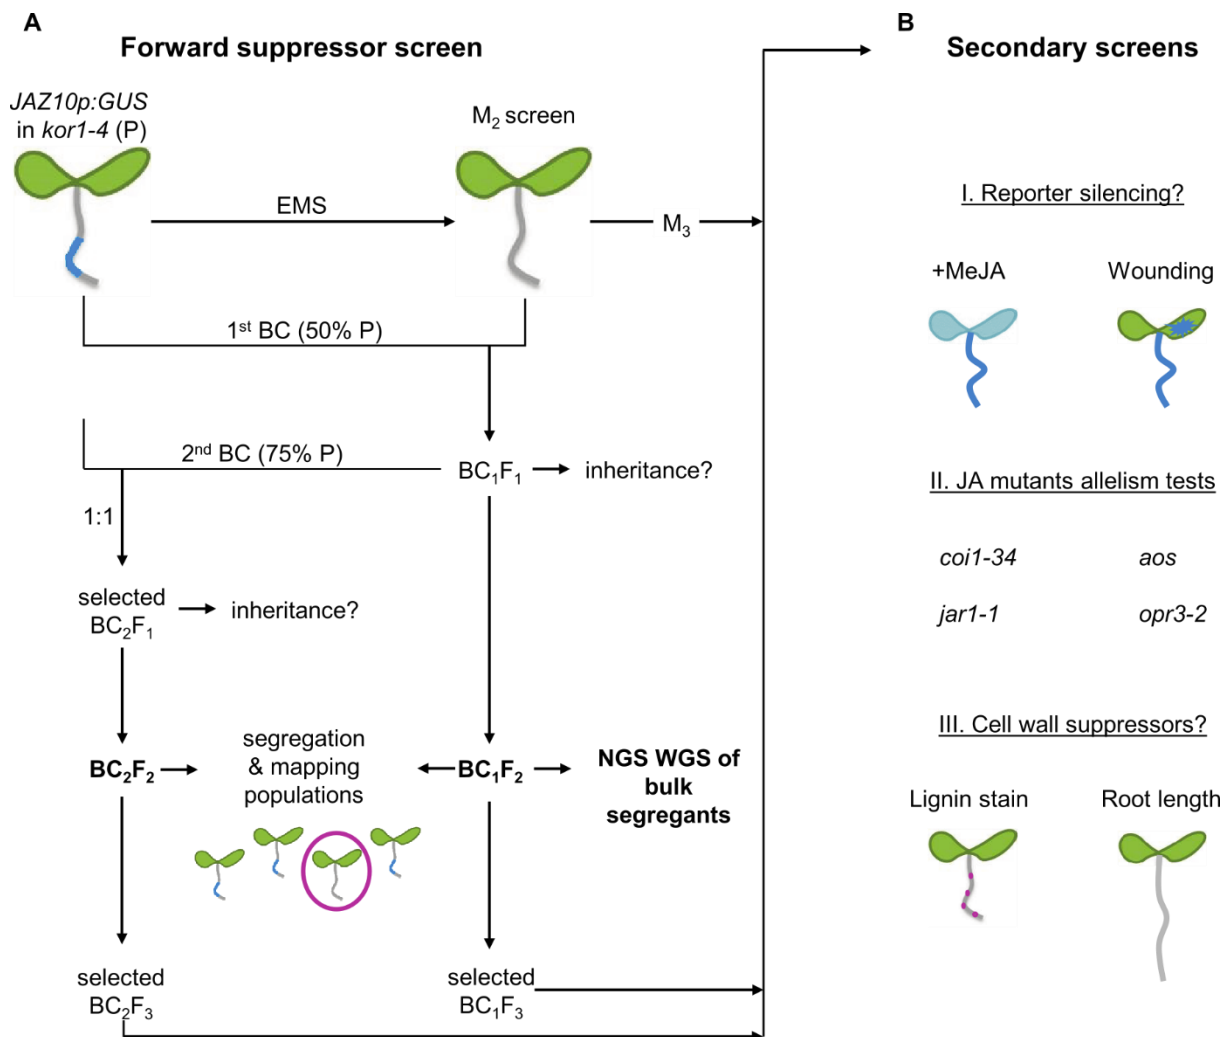 A
Forward suppressor screen
JAZ10p:GUS
in kor1-4 (P)
M₂ screen
EMS
M₃
1ˢᵗ BC (50% P)
2ⁿᵈ BC (75% P)
BC₁F₁
inheritance?
1:1
selected
BC₂F₁
inheritance?
BC₂F₂
segregation
& mapping
populations
BC₁F₂
NGS WGS of
bulk
segregants
selected
BC₂F₃
selected
BC₁F₃
B
Secondary screens
I. Reporter silencing?
+MeJA
Wounding
II. JA mutants allelism tests
coi1-34
aos
jar1-1
opr3-2
III. Cell wall suppressors?
Lignin stain
Root length